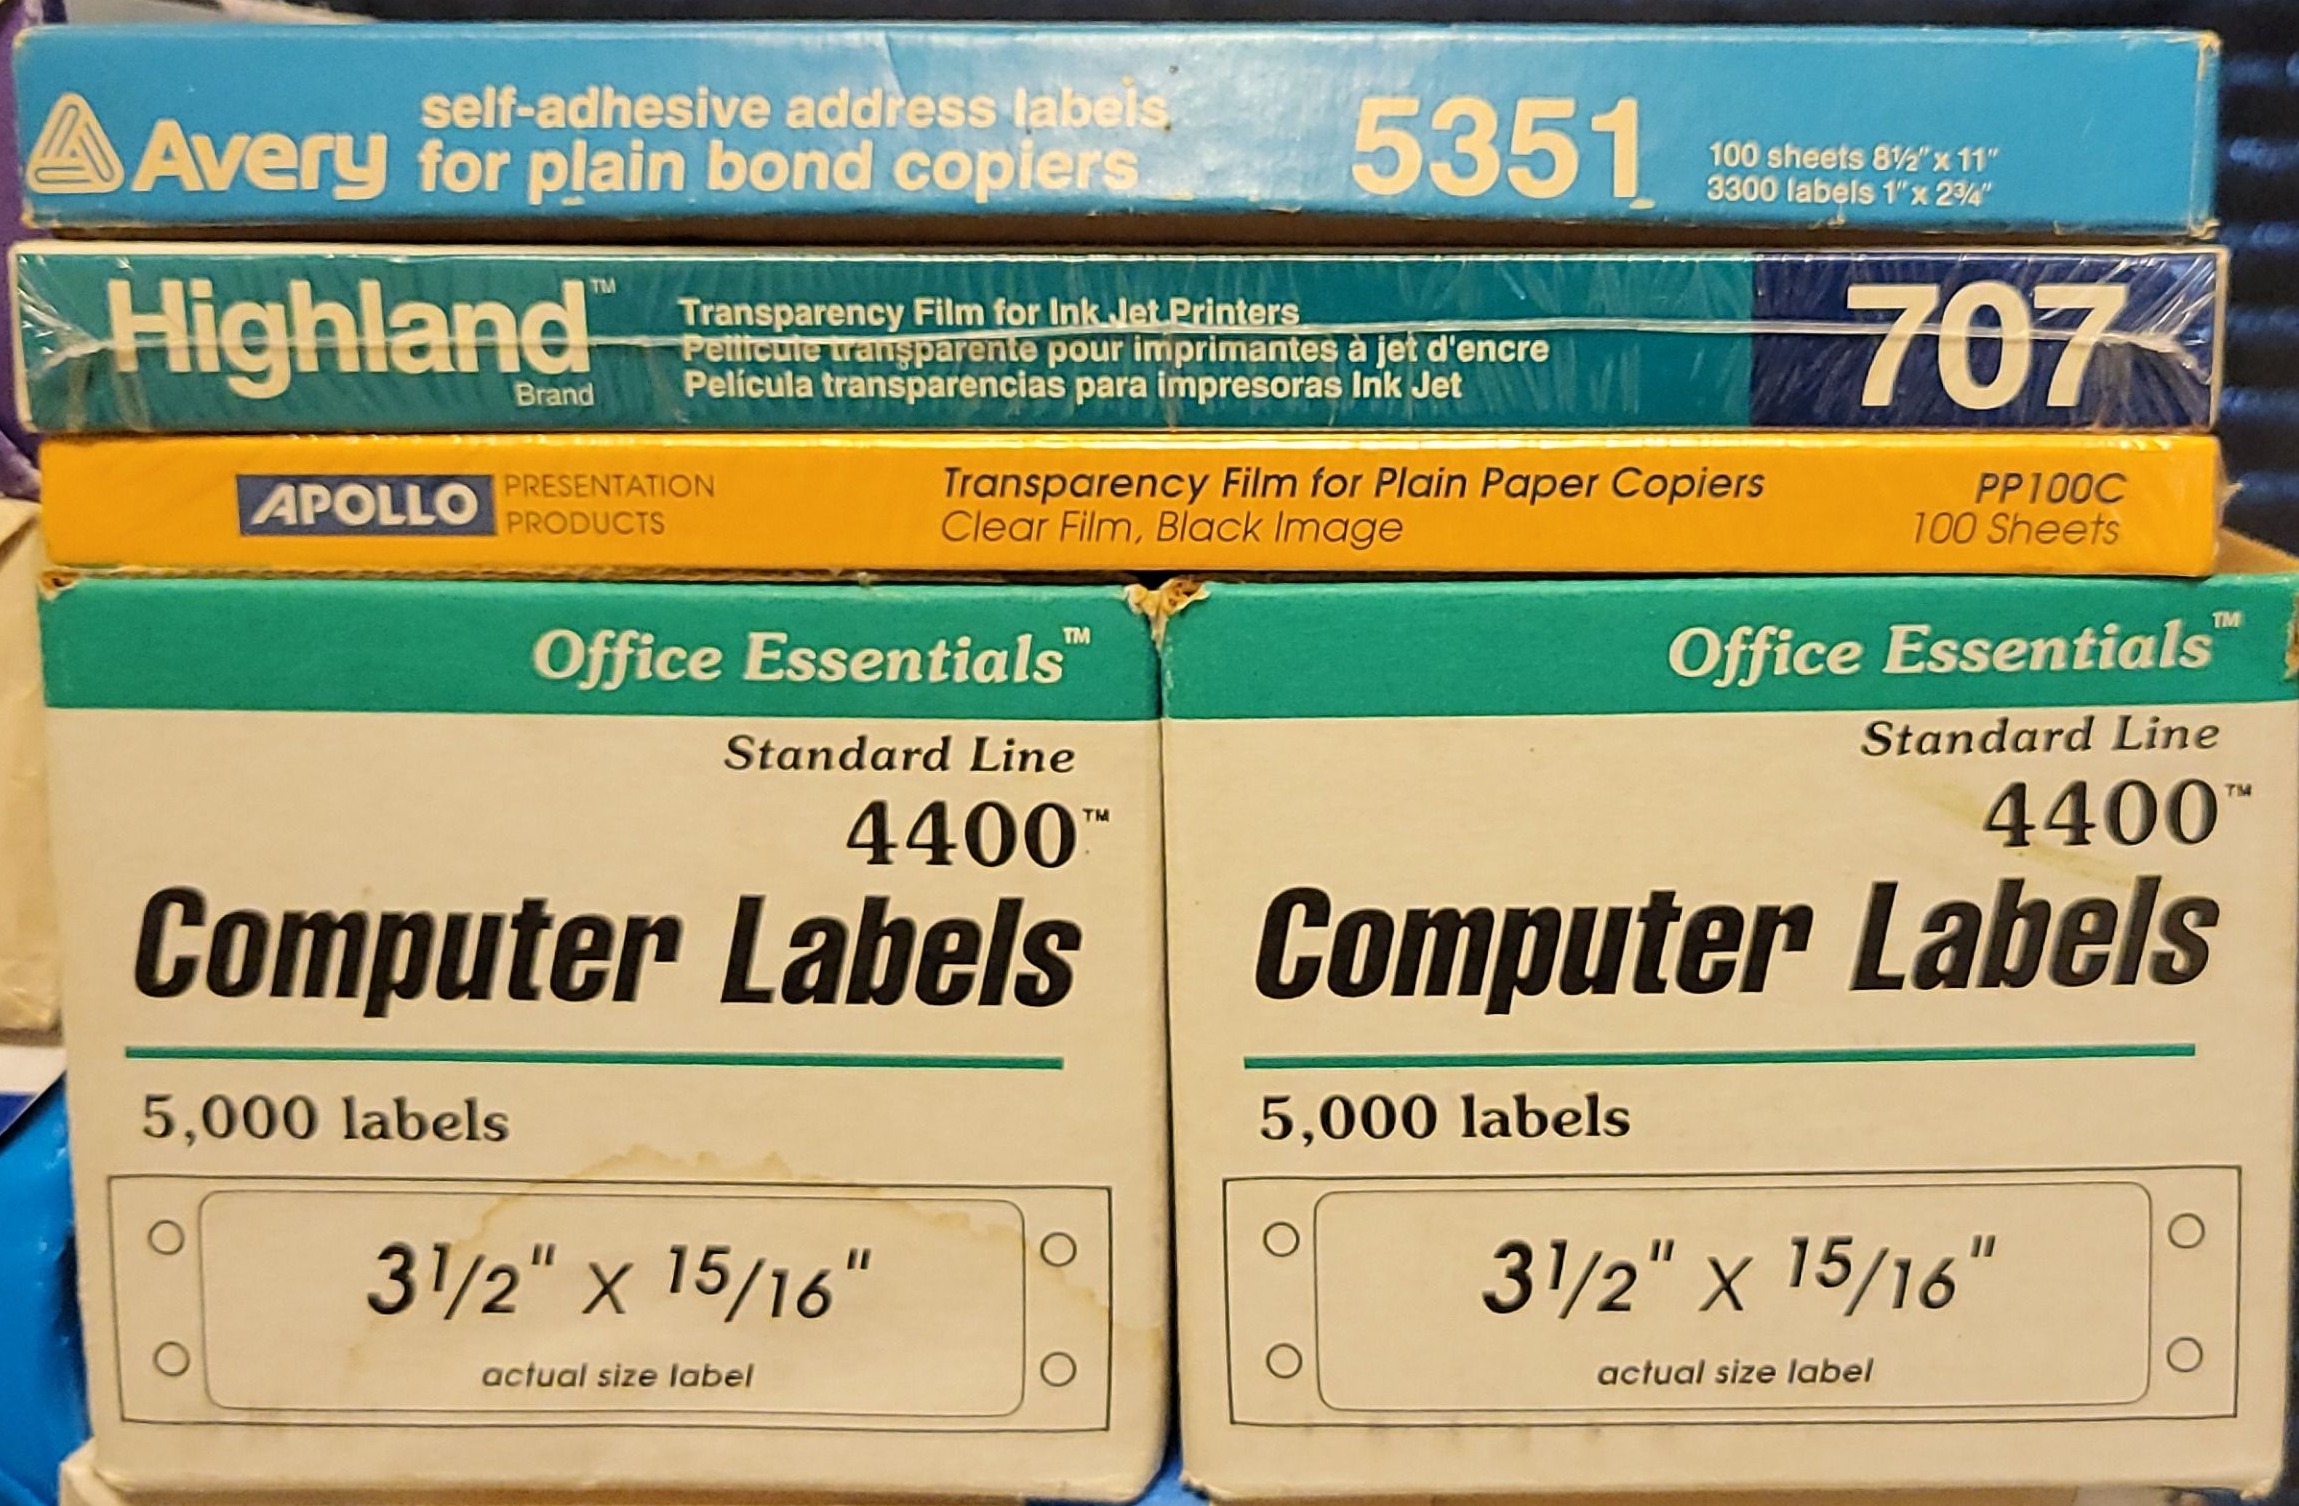 Avery
self-adhesive address labels
for plain bond copiers
5351
100 sheets 8½" x 11"
3300 labels 1" x 2¾"
Highland™
Brand
Transparency Film for Ink Jet Printers
Pellicule transparente pour imprimantes à jet d'encre
Película transparencias para impresoras Ink Jet
707
APOLLO
PRESENTATION
PRODUCTS
Transparency Film for Plain Paper Copiers
Clear Film, Black Image
PP100C
100 Sheets
Office Essentials™
Standard Line
4400™
Computer Labels
5,000 labels
3 1/2" X 15/16"
actual size label
Office Essentials™
Standard Line
4400™
Computer Labels
5,000 labels
3 1/2" X 15/16"
actual size label